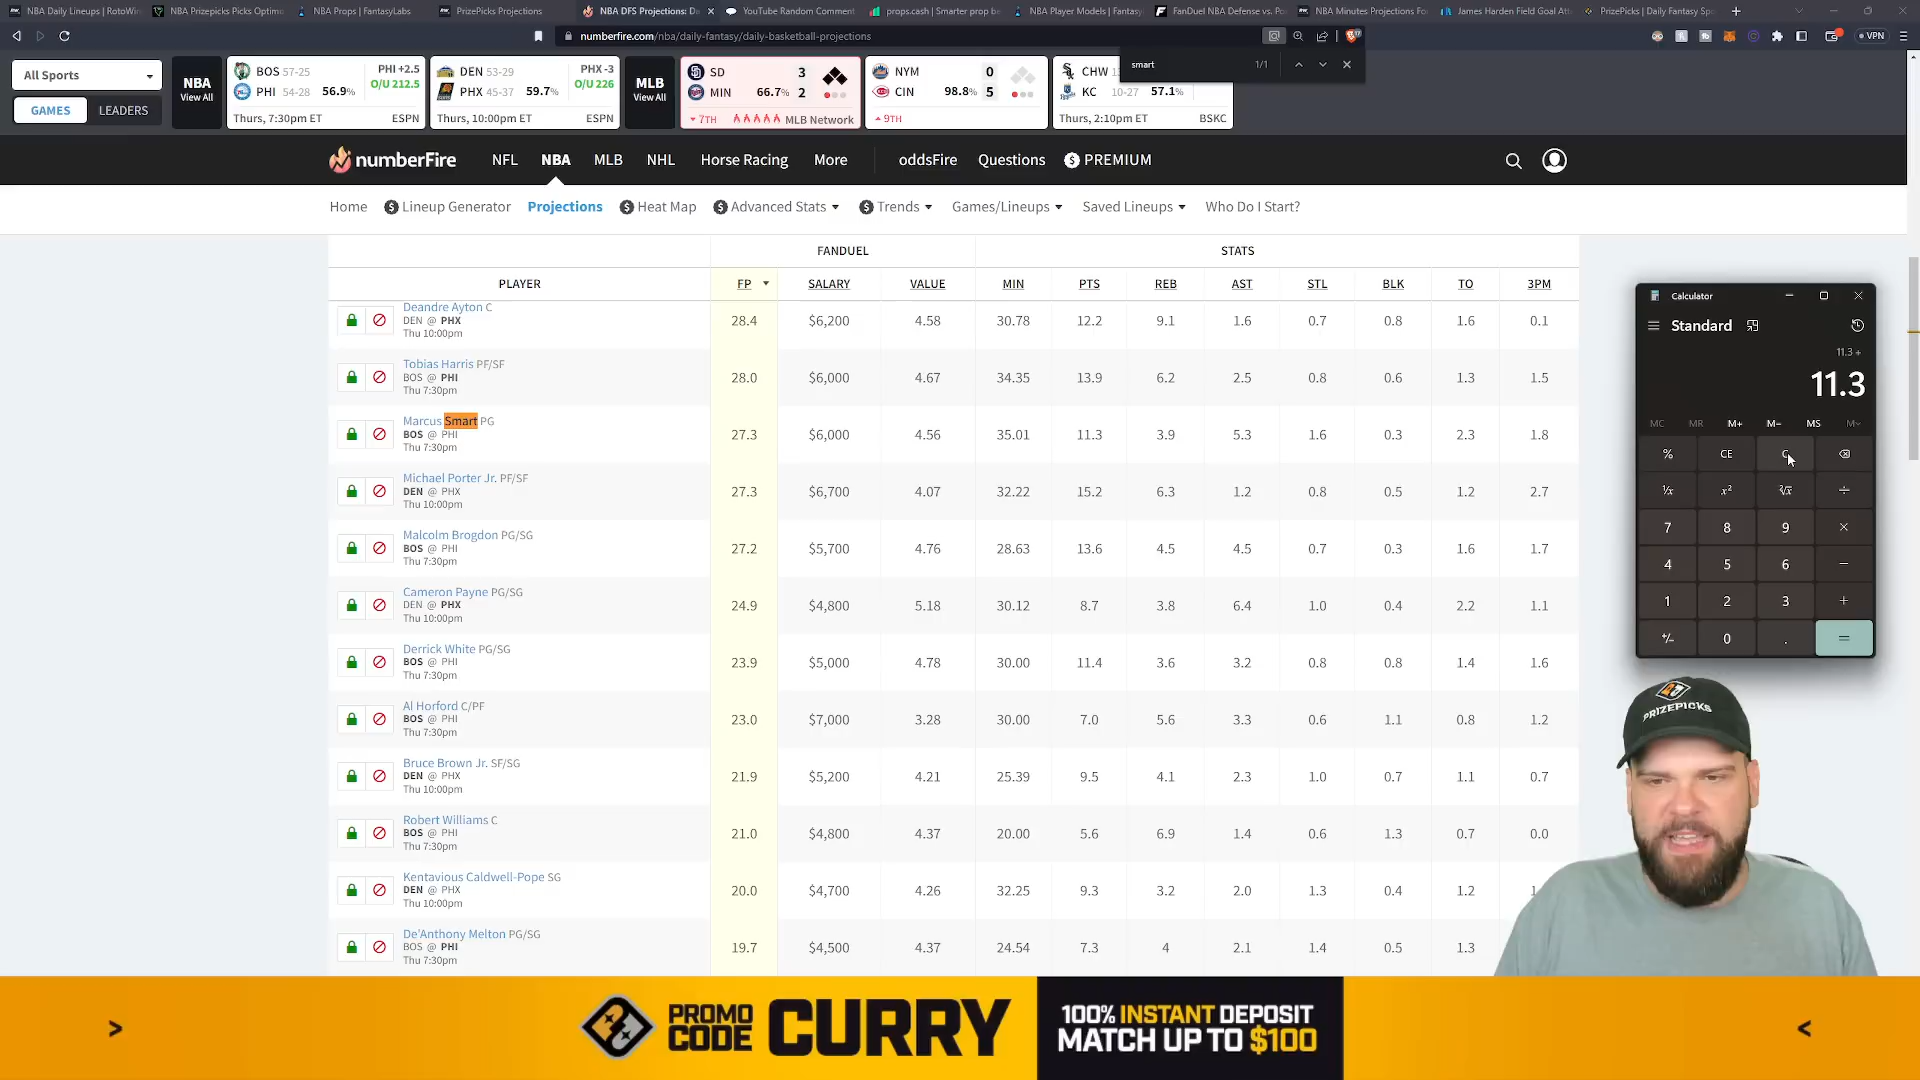 NBA Daily Lineups | RotoWin
NBA Prizepicks Picks Optim
NBA Props | FantasyLabs
PrizePicks Projections
NBA DFS Projections: D
YouTube Random Comment
props.cash | Smarter prop be
NBA Player Models | Fantasy
FanDuel NBA Defense vs. Po
NBA Minutes Projections Fo
James Harden Field Goal Att
PrizePicks | Daily Fantasy Sp
numberfire.com/nba/daily-fantasy/daily-basketball-projections
VPN
smart 1/1
All Sports
GAMES LEADERS
NBA
View All
BOS 57-25 PHI +2.5
PHI 54-28 56.9% O/U 212.5
Thurs, 7:30pm ET ESPN
DEN 53-29 PHX -3
PHX 45-37 59.7% O/U 226
Thurs, 10:00pm ET ESPN
MLB
View All
SD 3
MIN 66.7% 2
7TH MLB Network
NYM 0
CIN 98.8% 5
9TH
CHW
KC 10-27 57.1%
Thurs, 2:10pm ET BSKC
numberFire NFL NBA MLB NHL Horse Racing More oddsFire Questions $ PREMIUM
Home $ Lineup Generator Projections $ Heat Map $ Advanced Stats $ Trends Games/Lineups Saved Lineups Who Do I Start?
FANDUEL STATS
PLAYER FP SALARY VALUE MIN PTS REB AST STL BLK TO 3PM
Deandre Ayton C
DEN @ PHX 28.4 $6,200 4.58 30.78 12.2 9.1 1.6 0.7 0.8 1.6 0.1
Thu 10:00pm
Tobias Harris PF/SF
BOS @ PHI 28.0 $6,000 4.67 34.35 13.9 6.2 2.5 0.8 0.6 1.3 1.5
Thu 7:30pm
Marcus Smart PG
BOS @ PHI 27.3 $6,000 4.56 35.01 11.3 3.9 5.3 1.6 0.3 2.3 1.8
Thu 7:30pm
Michael Porter Jr. PF/SF
DEN @ PHX 27.3 $6,700 4.07 32.22 15.2 6.3 1.2 0.8 0.5 1.2 2.7
Thu 10:00pm
Malcolm Brogdon PG/SG
BOS @ PHI 27.2 $5,700 4.76 28.63 13.6 4.5 4.5 0.7 0.3 1.6 1.7
Thu 7:30pm
Cameron Payne PG/SG
DEN @ PHX 24.9 $4,800 5.18 30.12 8.7 3.8 6.4 1.0 0.4 2.2 1.1
Thu 10:00pm
Derrick White PG/SG
BOS @ PHI 23.9 $5,000 4.78 30.00 11.4 3.6 3.2 0.8 0.8 1.4 1.6
Thu 7:30pm
Al Horford C/PF
BOS @ PHI 23.0 $7,000 3.28 30.00 7.0 5.6 3.3 0.6 1.1 0.8 1.2
Thu 7:30pm
Bruce Brown Jr. SF/SG
DEN @ PHX 21.9 $5,200 4.21 25.39 9.5 4.1 2.3 1.0 0.7 1.1 0.7
Thu 10:00pm
Robert Williams C
BOS @ PHI 21.0 $4,800 4.37 20.00 5.6 6.9 1.4 0.6 1.3 0.7 0.0
Thu 7:30pm
Kentavious Caldwell-Pope SG
DEN @ PHX 20.0 $4,700 4.26 32.25 9.3 3.2 2.0 1.3 0.4 1.2
Thu 10:00pm
De'Anthony Melton PG/SG
BOS @ PHI 19.7 $4,500 4.37 24.54 7.3 4 2.1 1.4 0.5 1.3
Thu 7:30pm
Calculator
Standard
11.3 +
11.3
MC MR M+ M− MS M
% CE C
1/x x² ²√x ÷
7 8 9 ×
4 5 6 −
1 2 3 +
+/− 0 . =
PRIZEPICKS
> PROMO CODE CURRY <
100% INSTANT DEPOSIT
MATCH UP TO $100